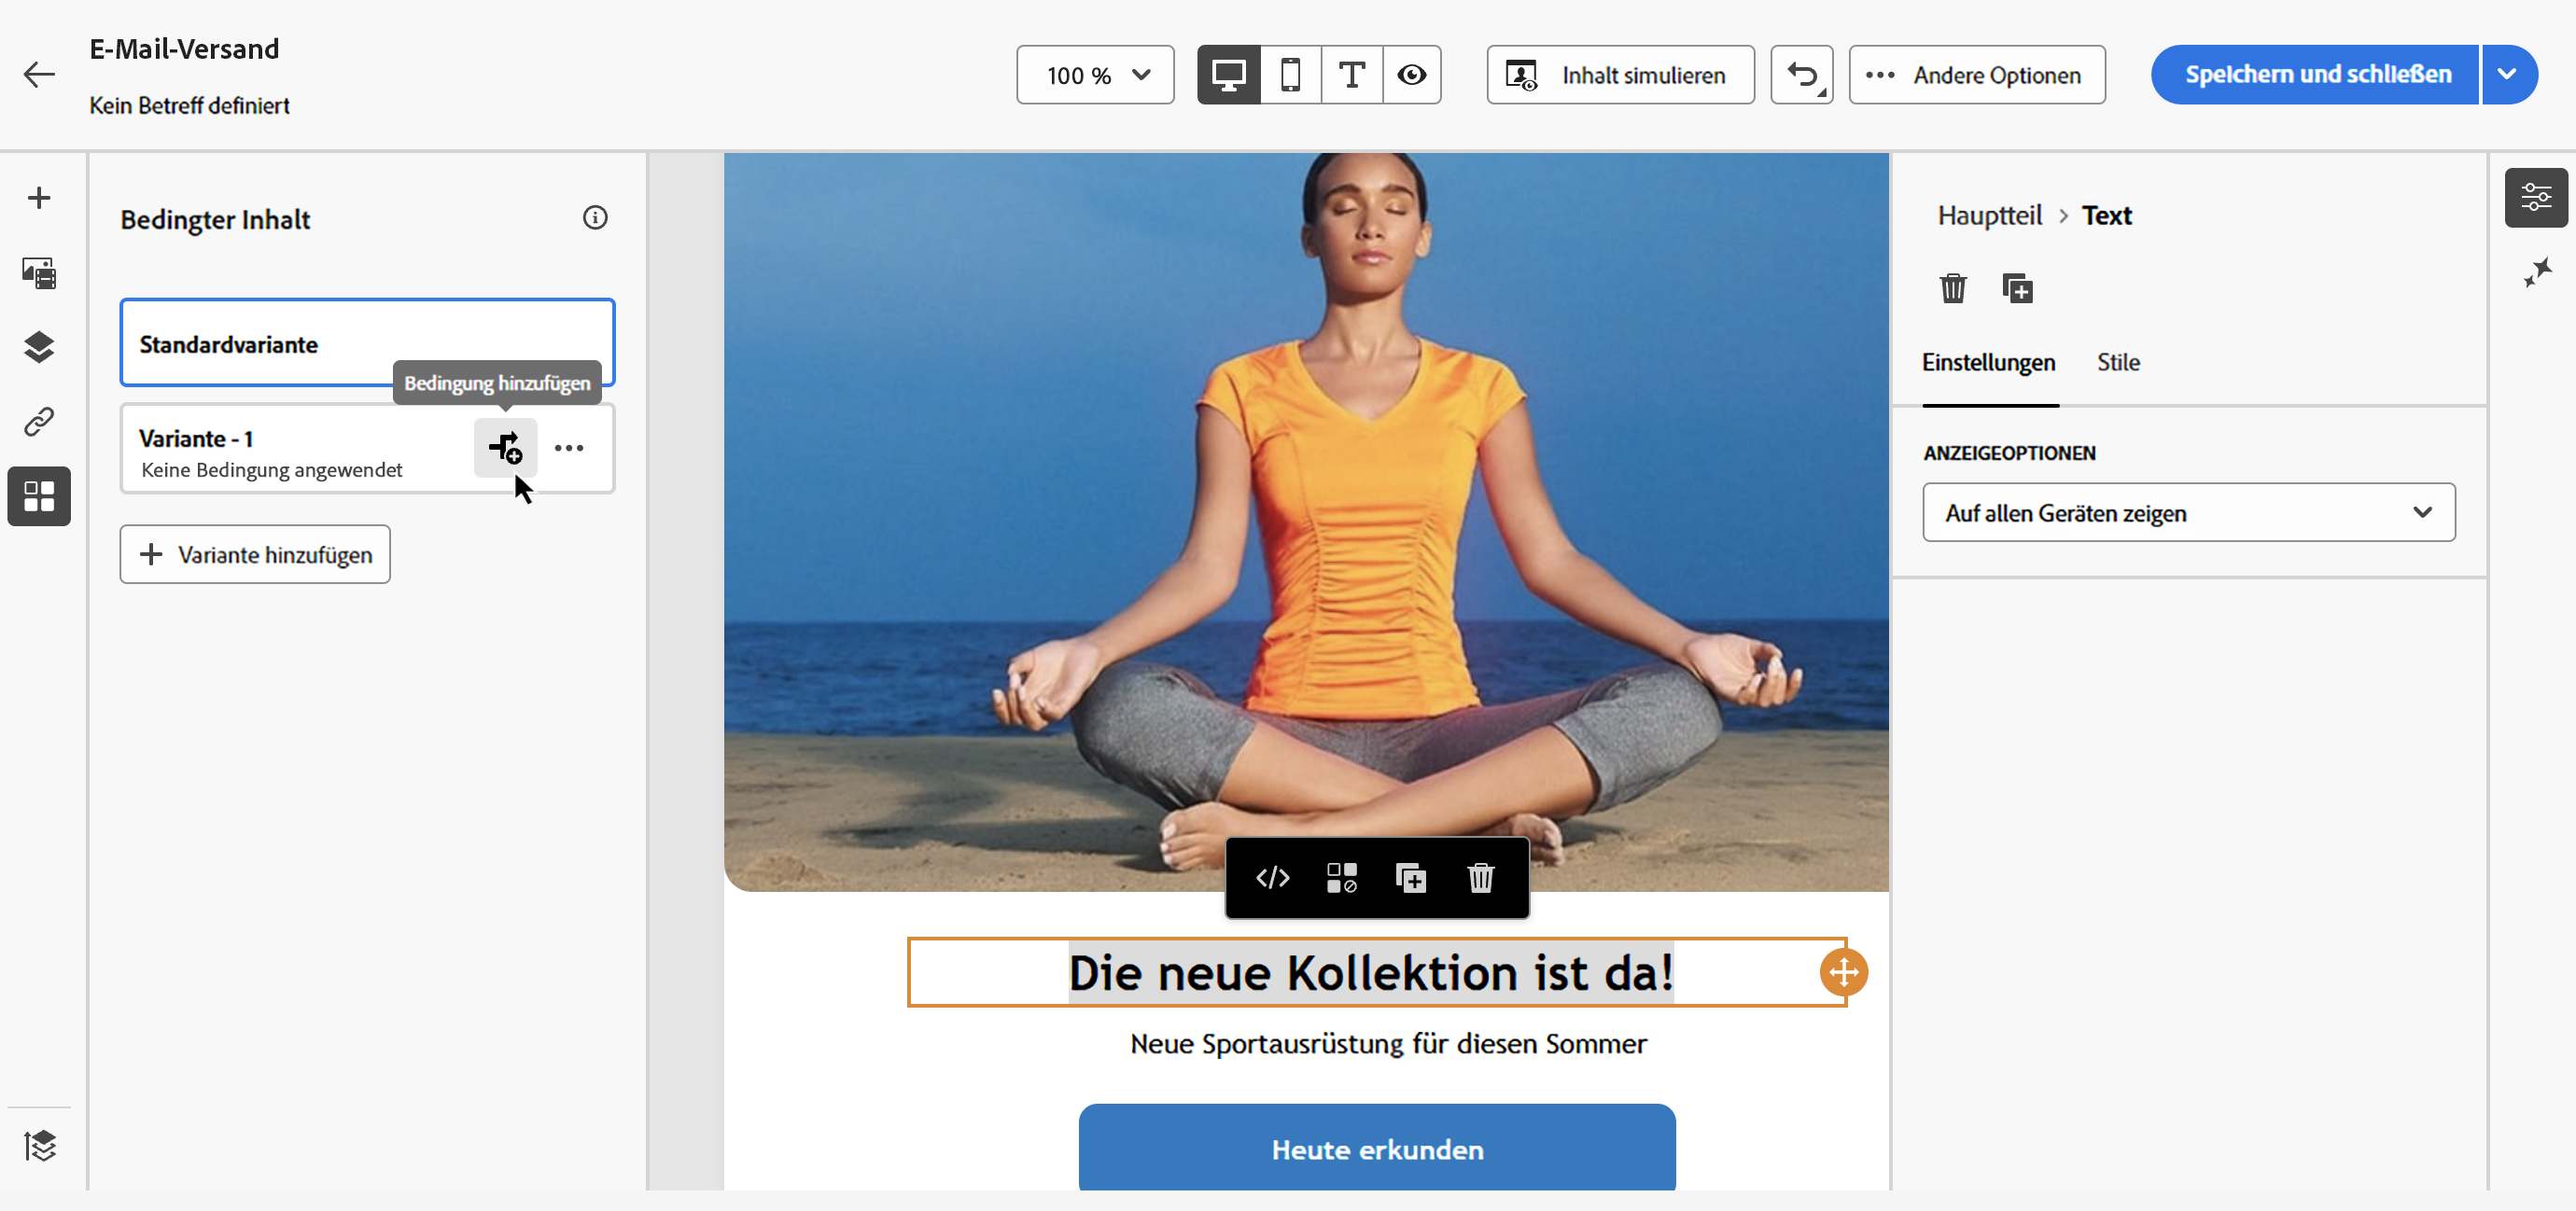 E-Mail-Versand
Kein Betreff definiert
100 %
Inhalt simulieren
Andere Optionen
Speichern und schließen
Bedingter Inhalt
Standardvariante
Bedingung hinzufügen
Variante - 1
Keine Bedingung angewendet
Variante hinzufügen
Die neue Kollektion ist da!
Neue Sportausrüstung für diesen Sommer
Heute erkunden
Hauptteil > Text
Einstellungen Stile
ANZEIGEOPTIONEN
Auf allen Geräten zeigen